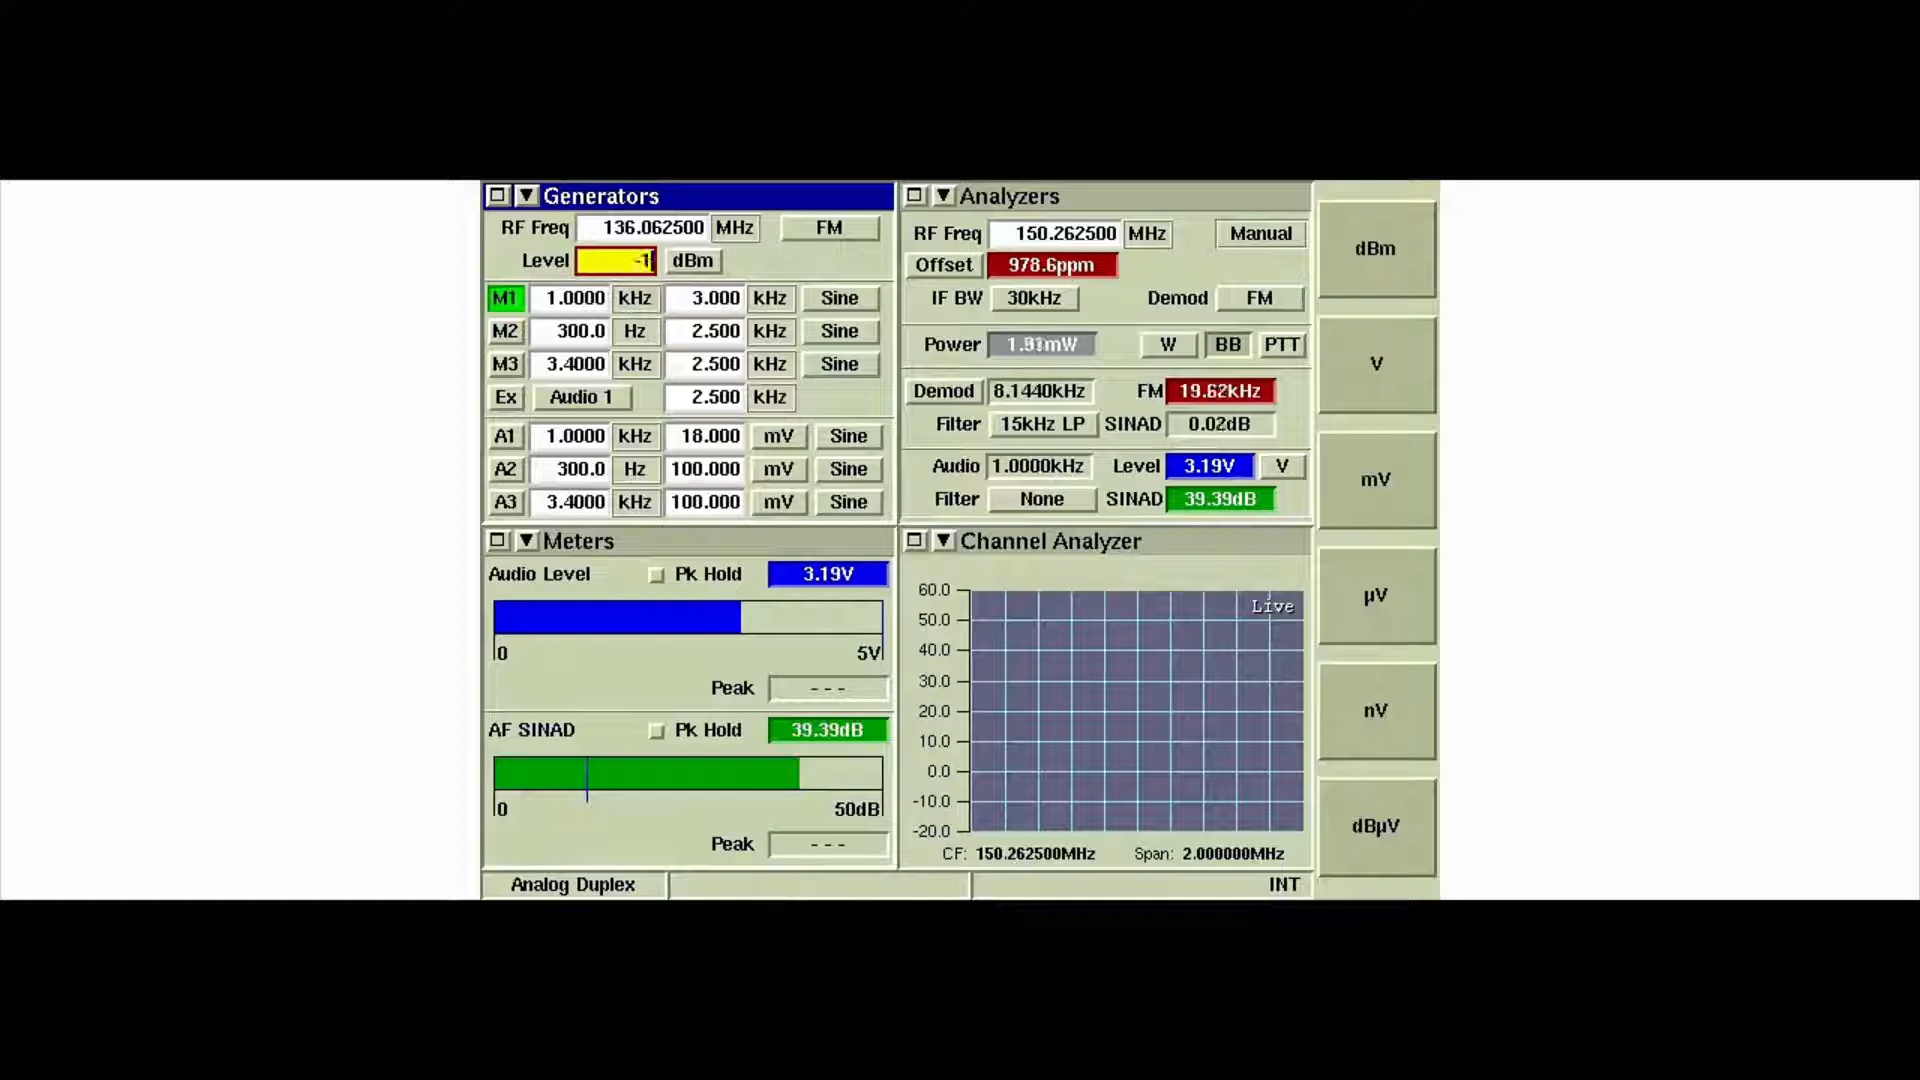 Generators
RF Freq 136.062500 MHz FM
Level -1 dBm
M1 1.0000 kHz 3.000 kHz Sine
M2 300.0 Hz 2.500 kHz Sine
M3 3.4000 kHz 2.500 kHz Sine
Ex Audio 1 2.500 kHz
A1 1.0000 kHz 18.000 mV Sine
A2 300.0 Hz 100.000 mV Sine
A3 3.4000 kHz 100.000 mV Sine
Analyzers
RF Freq 150.262500 MHz Manual
Offset 978.6ppm
IF BW 30kHz Demod FM
Power W BB PTT
Demod 8.1440kHz FM 19.62kHz
Filter 15kHz LP SINAD 0.02dB
Audio 1.0000kHz Level 3.19V V
Filter None SINAD 39.39dB
Meters
Audio Level Pk Hold 3.19V
0 5V
Peak ---
AF SINAD Pk Hold 39.39dB
0 50dB
Peak ---
Channel Analyzer
Live
60.0
50.0
40.0
30.0
20.0
10.0
0.0
-10.0
-20.0
CF: 150.262500MHz Span: 2.000000MHz
Analog Duplex INT
dBm
V
mV
µV
nV
dBµV